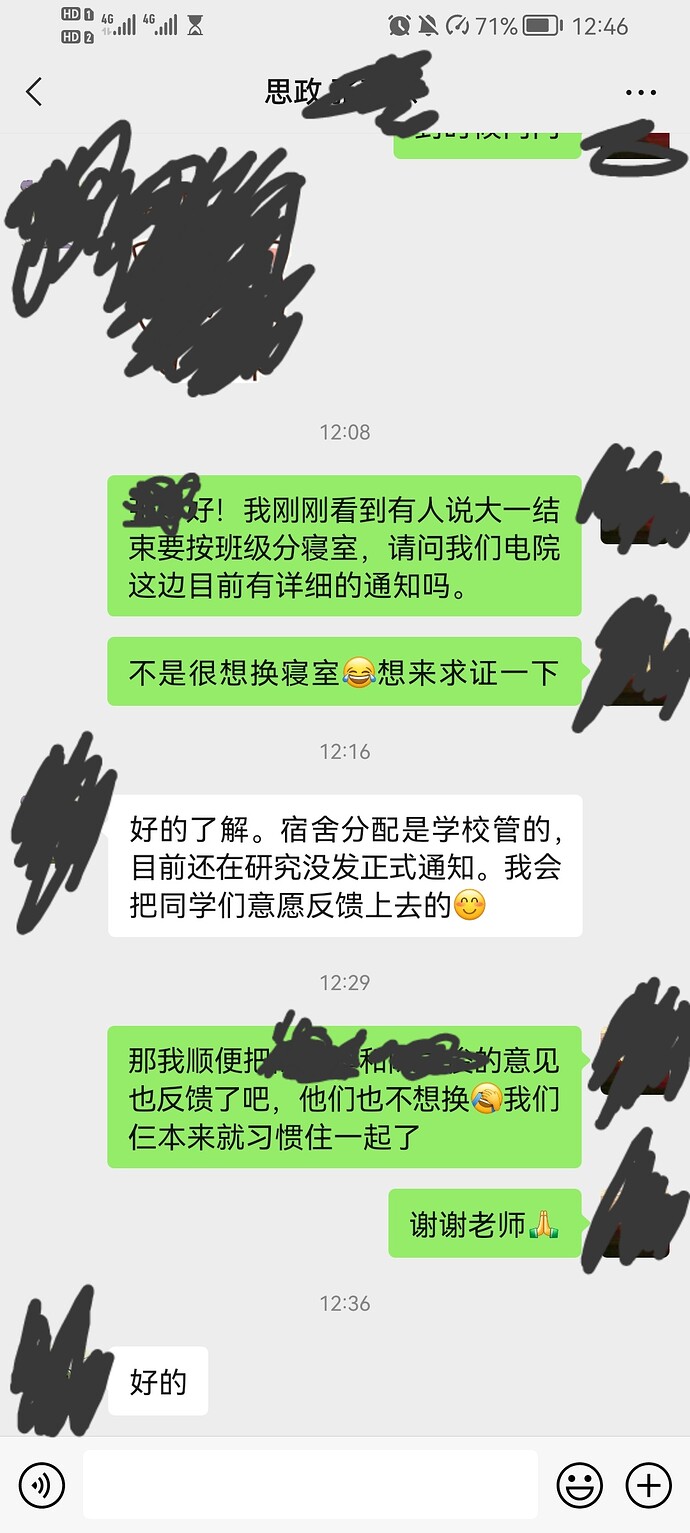 HD 1 4G 4G
HD 2
71% 12:46
思政
12:08
好！我刚刚看到有人说大一结
束要按班级分寝室，请问我们电院
这边目前有详细的通知吗。
不是很想换寝室😂想来求证一下
12:16
好的了解。宿舍分配是学校管的，
目前还在研究没发正式通知。我会
把同学们意愿反馈上去的😊
12:29
那我顺便把 和 的意见
也反馈了吧，他们也不想换🤣我们
仨本来就习惯住一起了
谢谢老师🙏
12:36
好的